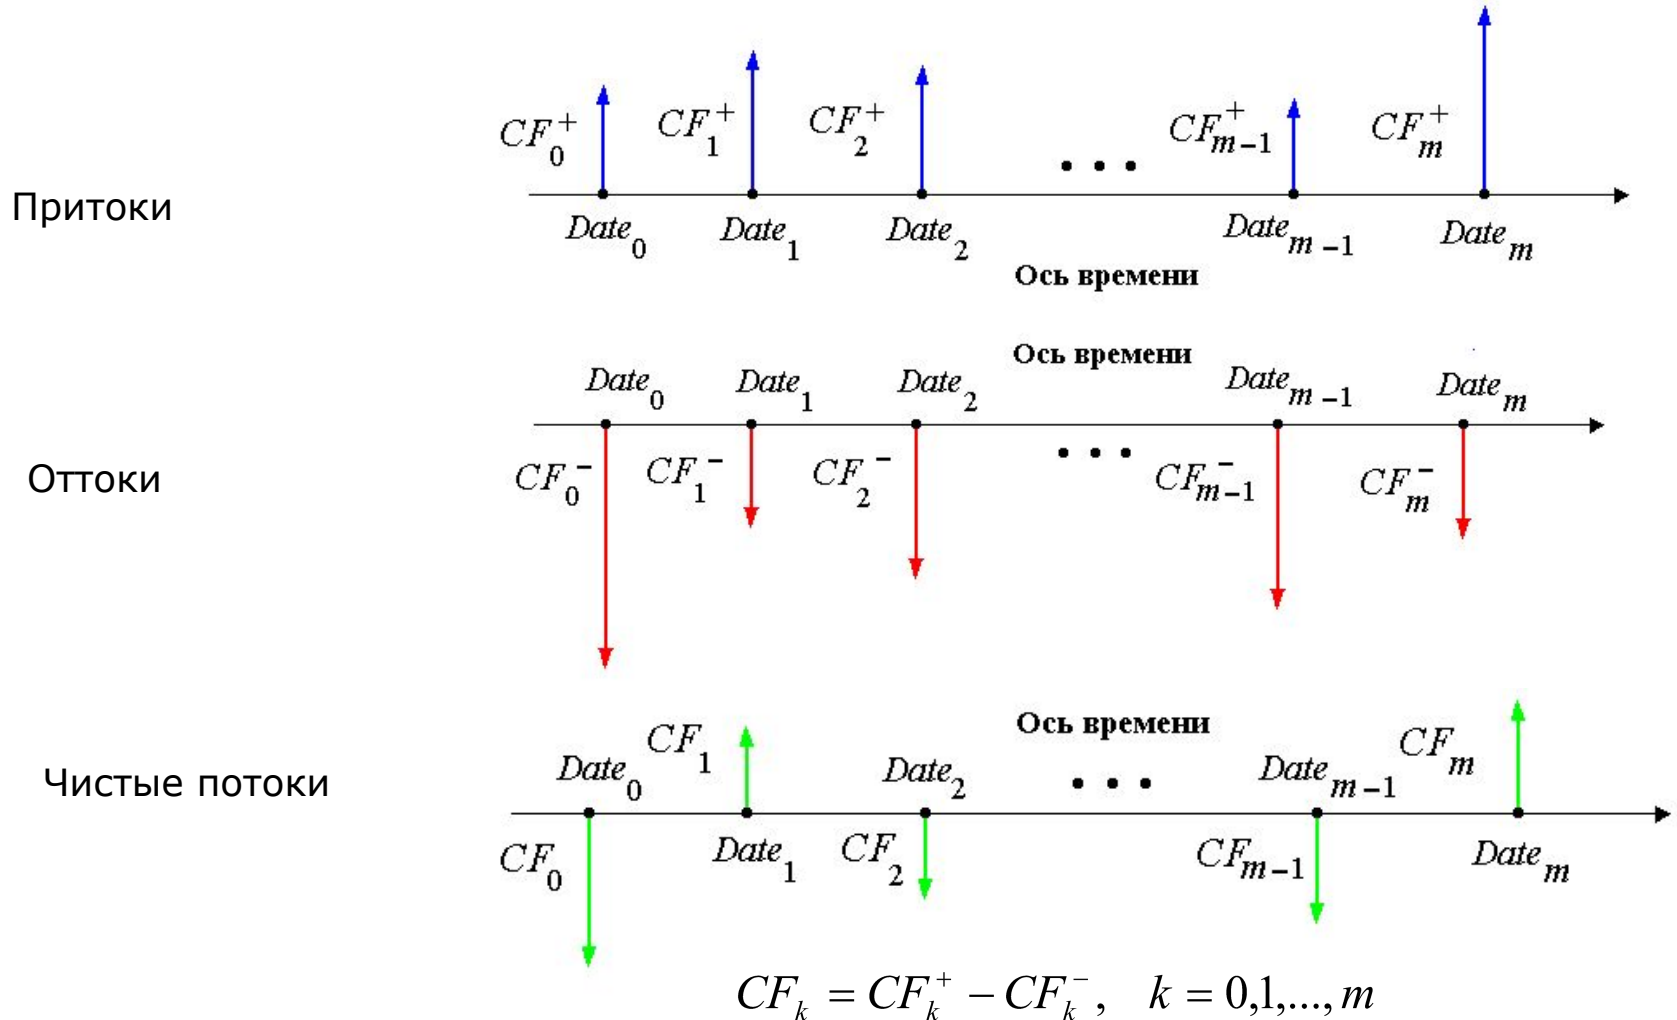 CF₀⁺ CF₁⁺ CF₂⁺ • • • CFₘ₋₁⁺ CFₘ⁺
Притоки
Date₀ Date₁ Date₂ Dateₘ ₋₁ Dateₘ
Ось времени
Ось времени
Date₀ Date₁ Date₂ Dateₘ ₋₁ Dateₘ
Оттоки
CF₀⁻ CF₁⁻ CF₂⁻ • • • CFₘ₋₁⁻ CFₘ⁻
Ось времени
CF₁ CFₘ
Чистые потоки
Date₀ Date₂ • • • Dateₘ₋₁
CF₀ Date₁ CF₂ CFₘ₋₁ Dateₘ
CFₖ = CFₖ⁺ − CFₖ⁻, k = 0,1,..., m